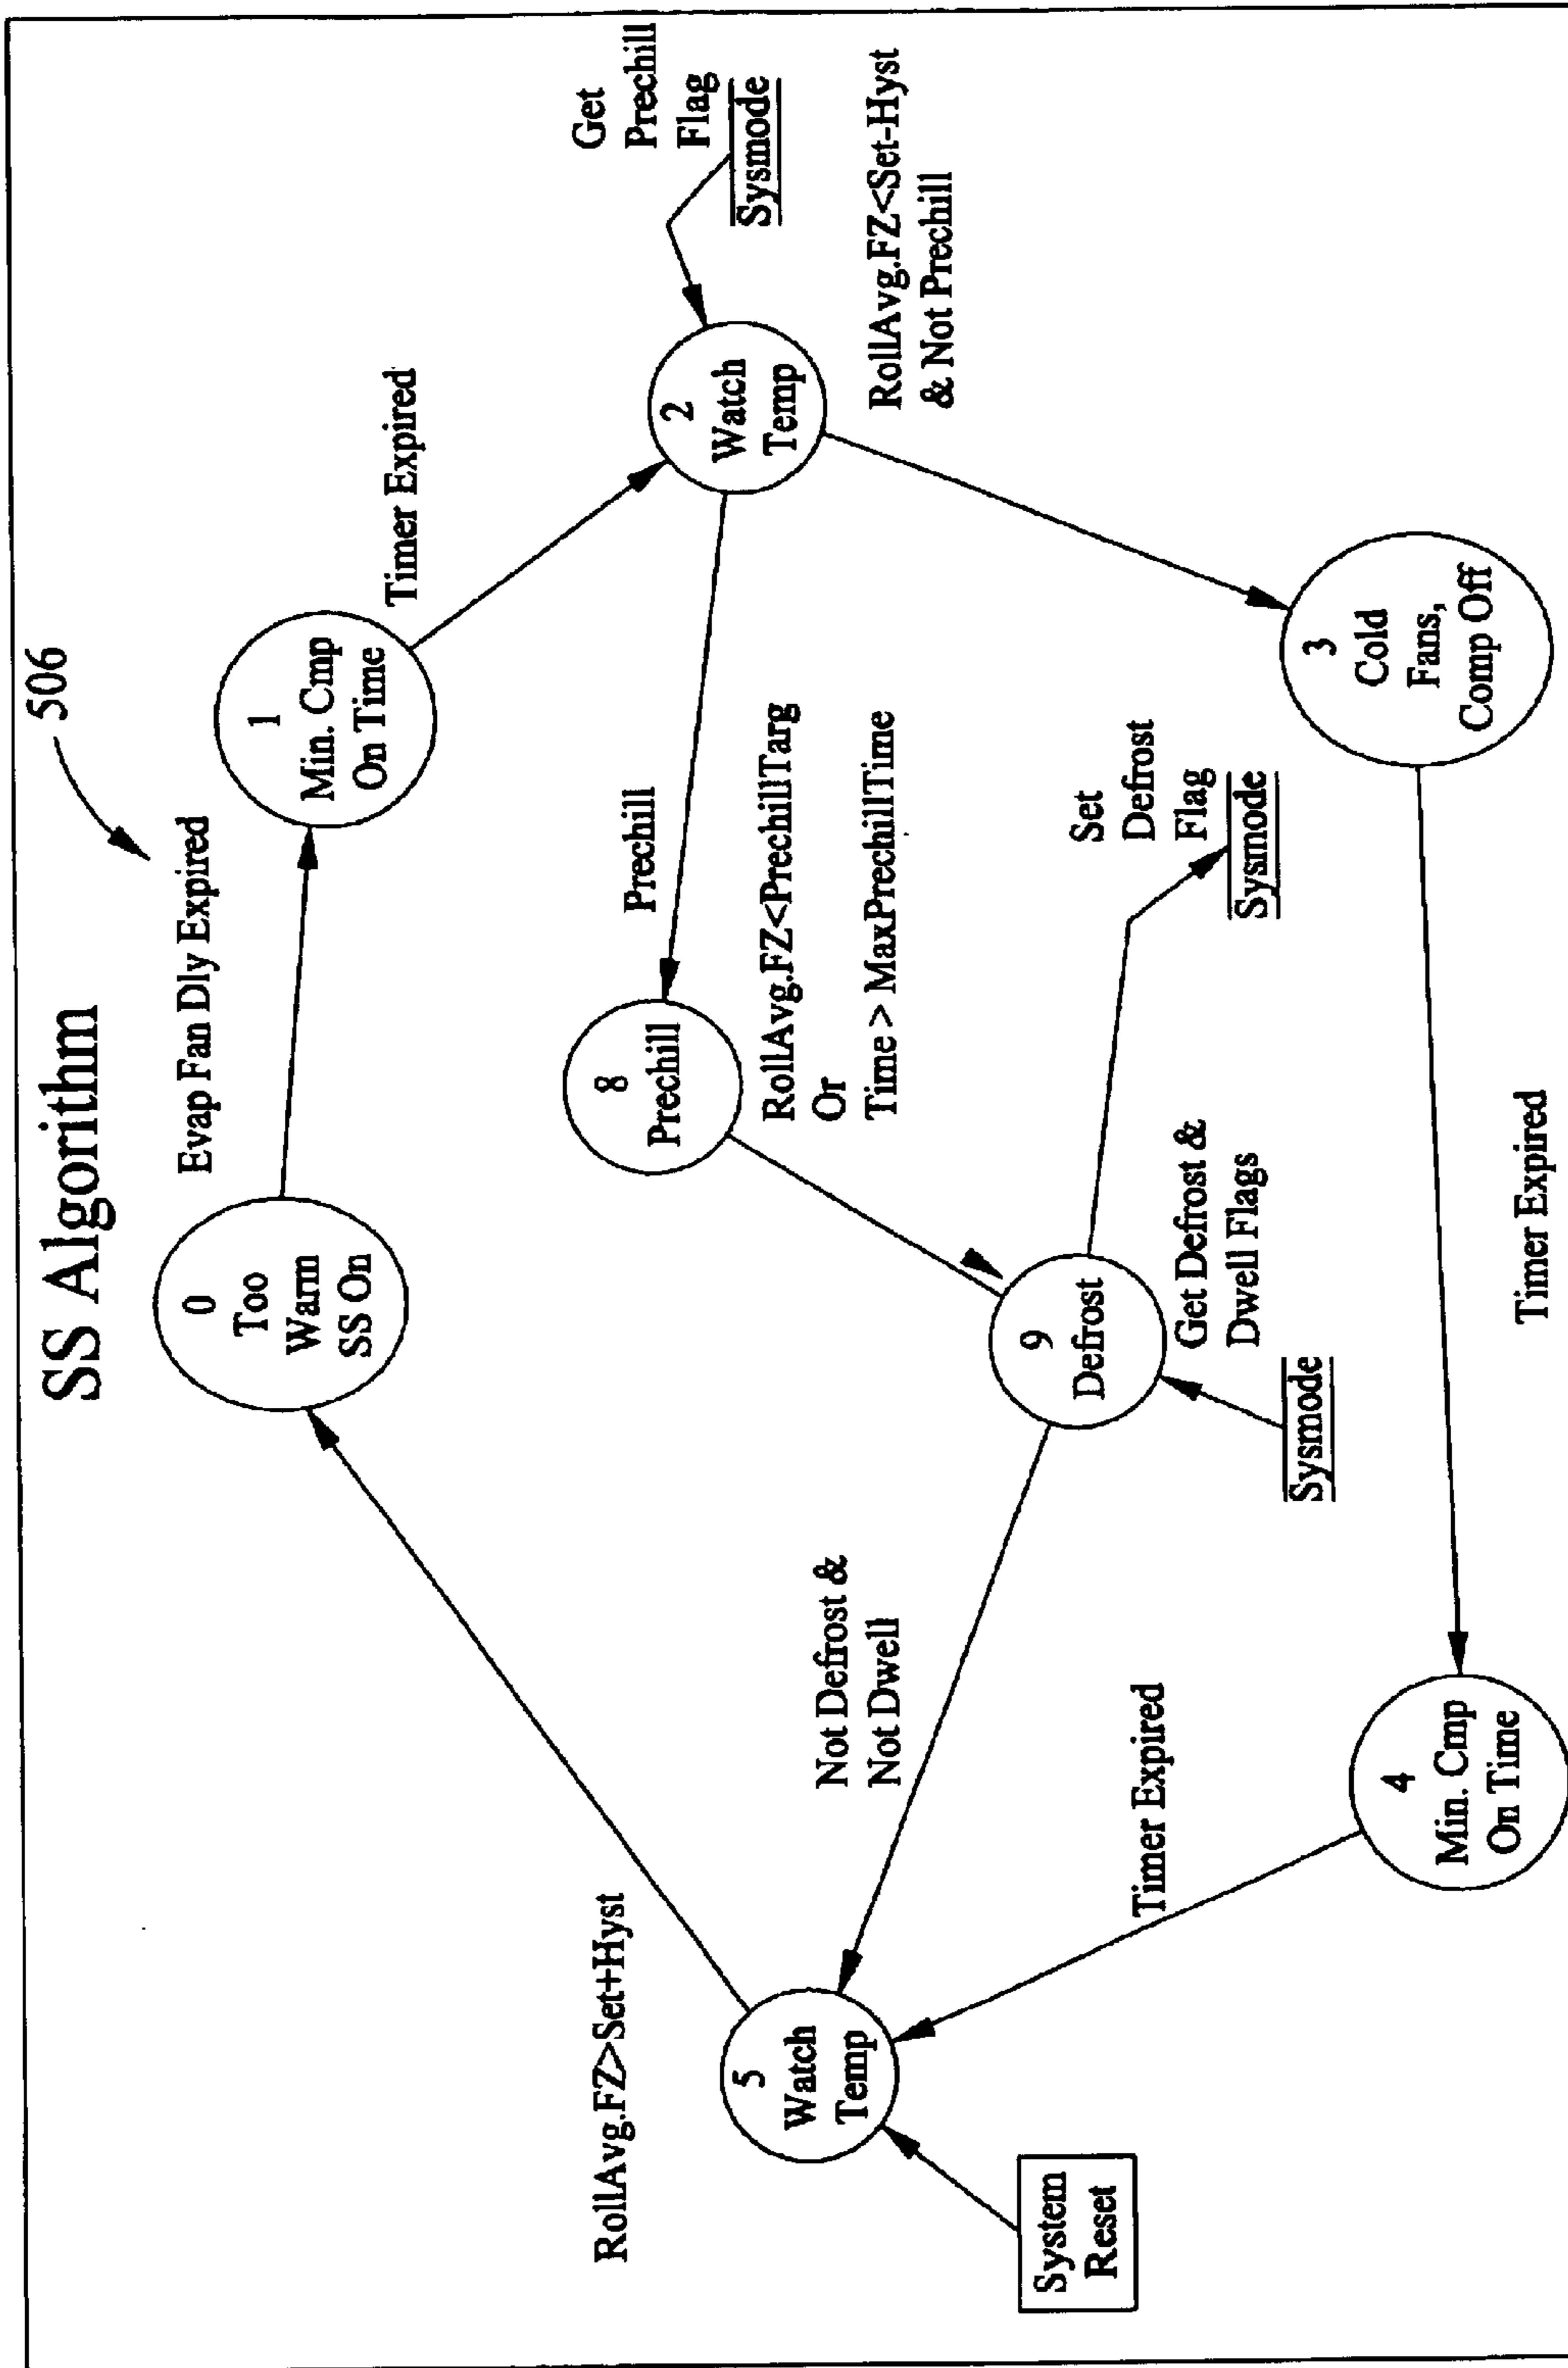 SS Algorithm
506
0
Too
Warm
SS On
Evap Fan Dly Expired
1
Min. Cmp
On Time
Timer Expired
Get
Prechill
Flag
Sysmode
2
Watch
Temp
RollAvg.FZ<Set-Hyst
& Not Prechill
Prechill
8
Prechill
RollAvg.FZ<PrechillTarg
Or
Time > MaxPrechillTime
Set
Defrost
Flag
Sysmode
9
Defrost
Get Defrost &
Dwell Flags
Sysmode
Not Defrost &
Not Dwell
RollAvg.FZ>Set+Hyst
5
Watch
Temp
System
Reset
Timer Expired
4
Min. Cmp
On Time
Timer Expired
3
Cold
Fans,
Comp Off